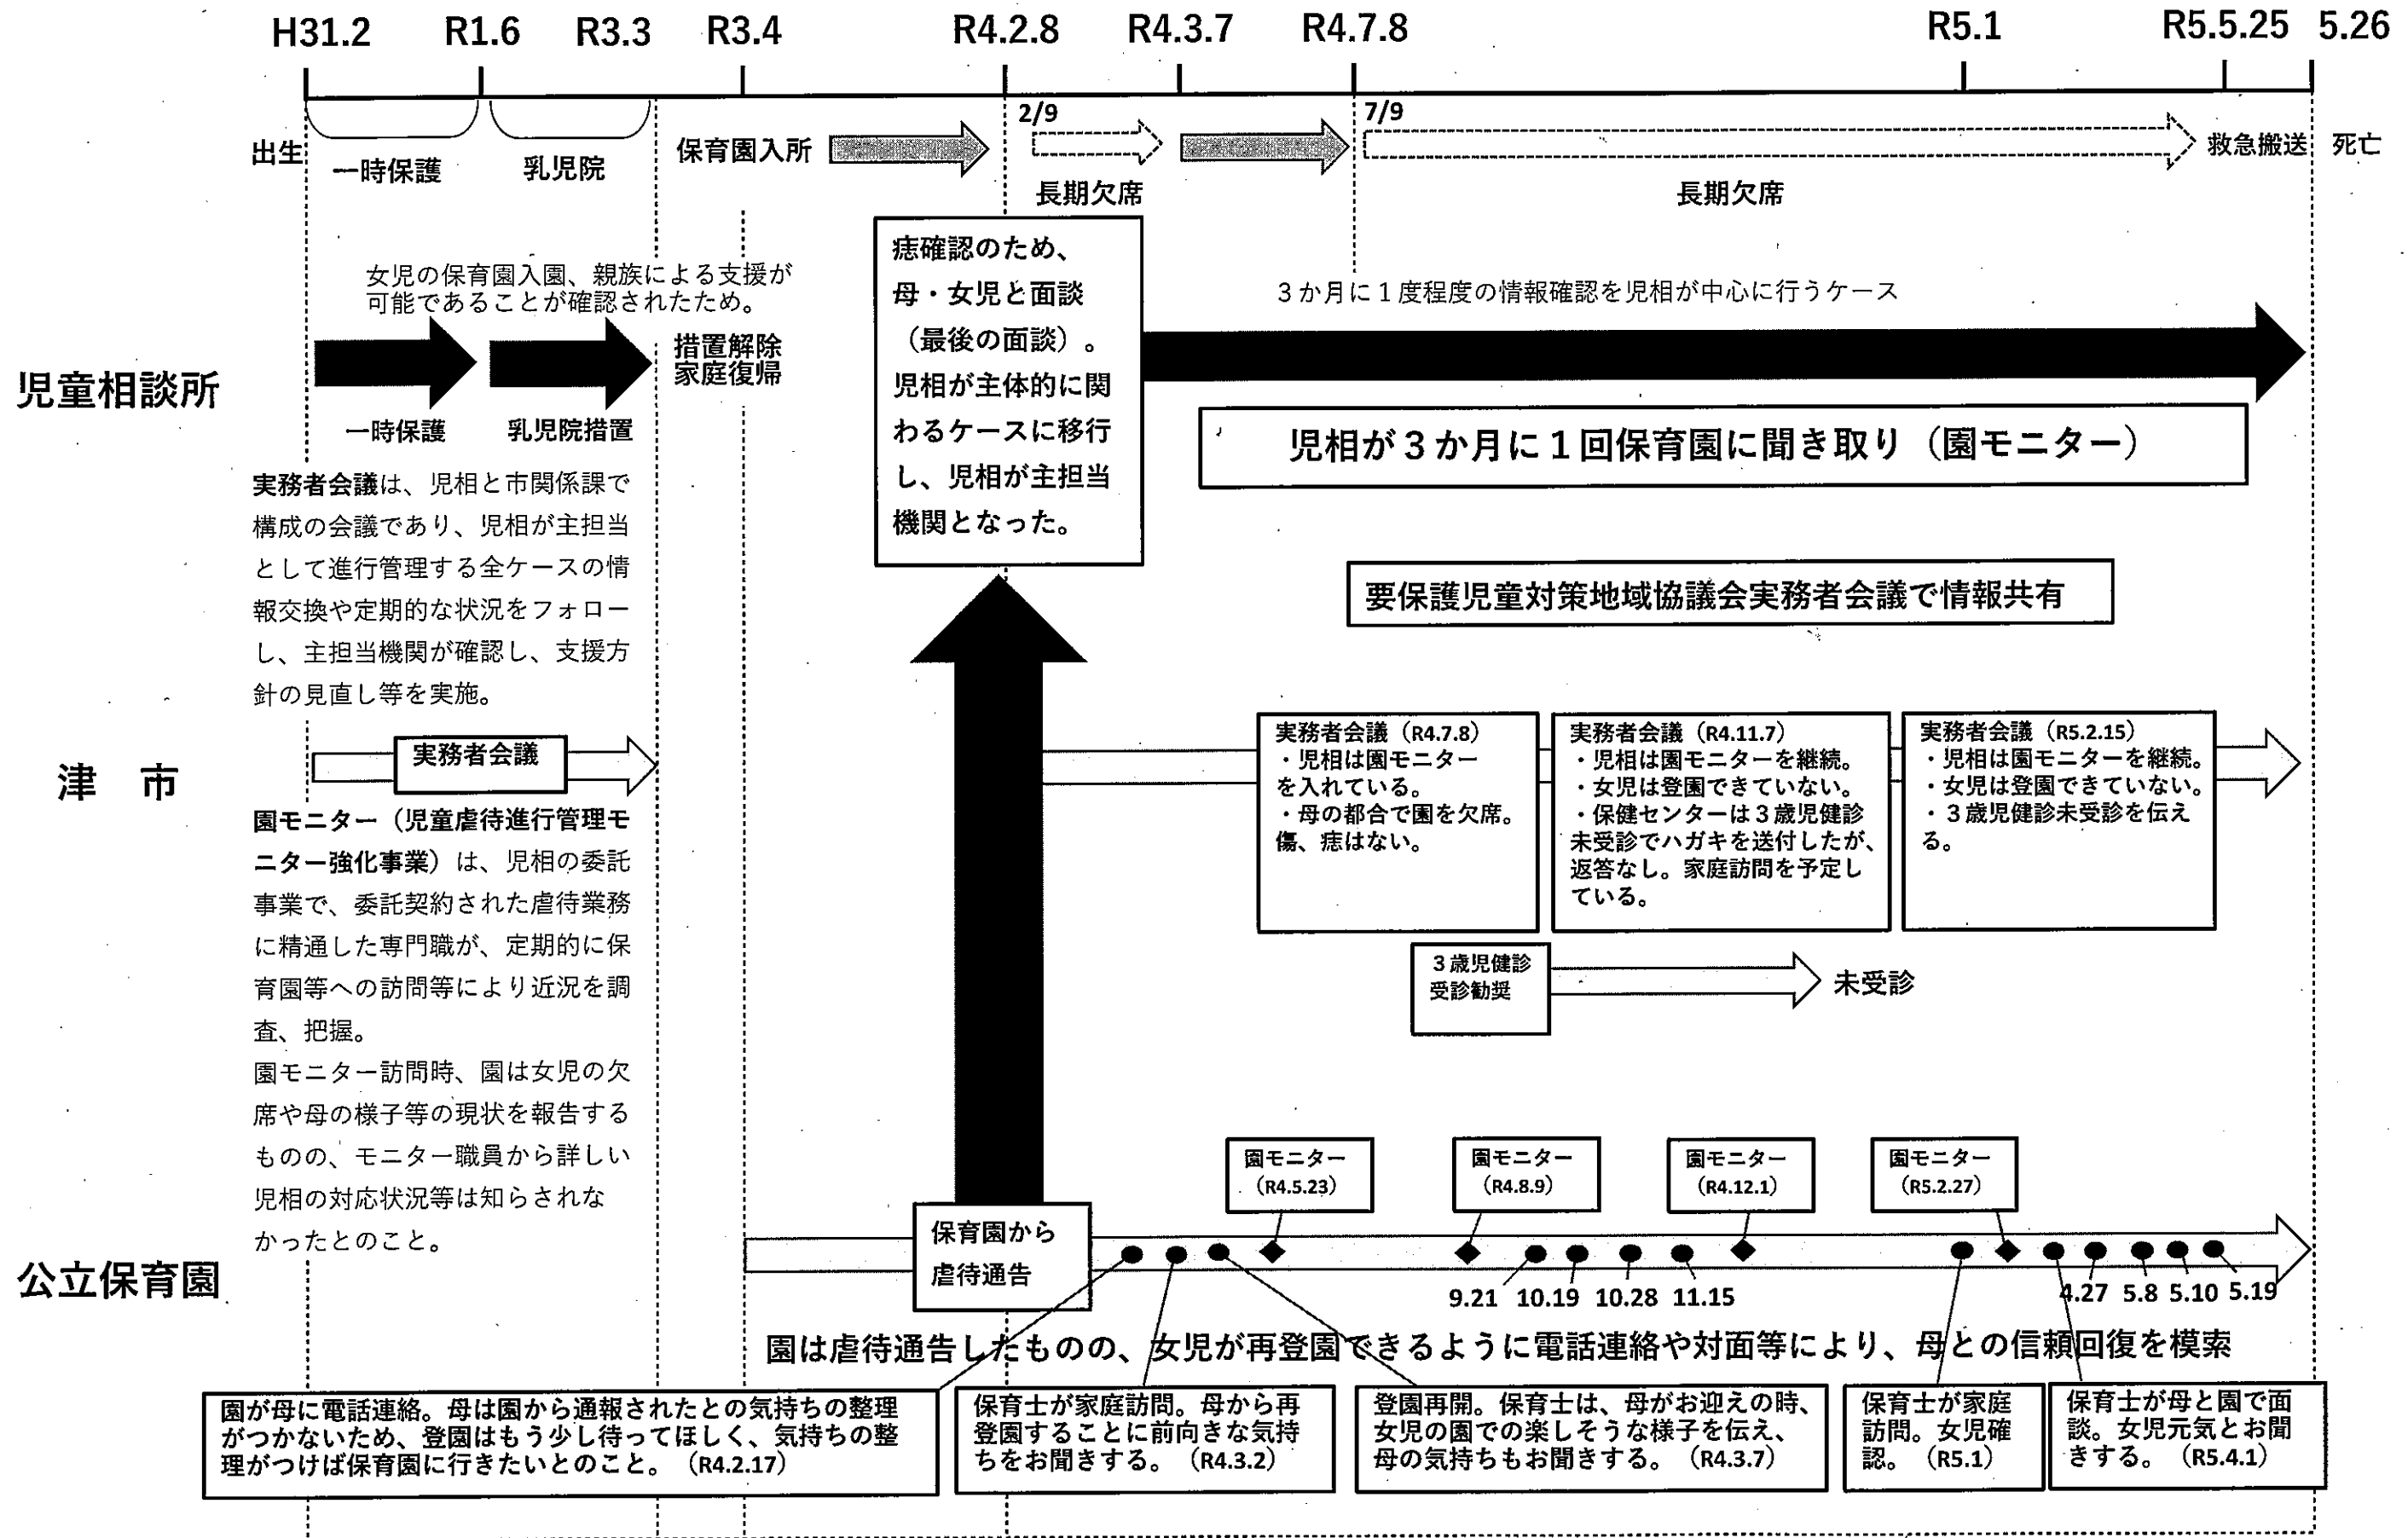 H31.2 R1.6 R3.3 R3.4 R4.2.8 R4.3.7 R4.7.8 R5.1 R5.5.25 5.26
出生
一時保護
乳児院
保育園入所
2/9
長期欠席
7/9
長期欠席
救急搬送
死亡
児童相談所
女児の保育園入園、親族による支援が
可能であることが確認されたため。
一時保護
乳児院措置
措置解除
家庭復帰
痣確認のため、
母・女児と面談
（最後の面談）。
児相が主体的に関
わるケースに移行
し、児相が主担当
機関となった。
３か月に１度程度の情報確認を児相が中心に行うケース
児相が３か月に１回保育園に聞き取り（園モニター）
要保護児童対策地域協議会実務者会議で情報共有
実務者会議は、児相と市関係課で
構成の会議であり、児相が主担当
として進行管理する全ケースの情
報交換や定期的な状況をフォロー
し、主担当機関が確認し、支援方
針の見直し等を実施。
津　市
実務者会議
実務者会議（R4.7.8）
・児相は園モニター
を入れている。
・母の都合で園を欠席。
傷、痣はない。
実務者会議（R4.11.7）
・児相は園モニターを継続。
・女児は登園できていない。
・保健センターは３歳児健診
未受診でハガキを送付したが、
返答なし。家庭訪問を予定し
ている。
実務者会議（R5.2.15）
・児相は園モニターを継続。
・女児は登園できていない。
・３歳児健診未受診を伝え
る。
３歳児健診
受診勧奨
未受診
園モニター（児童虐待進行管理モ
ニター強化事業）は、児相の委託
事業で、委託契約された虐待業務
に精通した専門職が、定期的に保
育園等への訪問等により近況を調
査、把握。
園モニター訪問時、園は女児の欠
席や母の様子等の現状を報告する
ものの、モニター職員から詳しい
児相の対応状況等は知らされな
かったとのこと。
公立保育園
保育園から
虐待通告
園モニター
（R4.5.23）
園モニター
（R4.8.9）
園モニター
（R4.12.1）
園モニター
（R5.2.27）
9.21 10.19 10.28 11.15 4.27 5.8 5.10 5.19
園は虐待通告したものの、女児が再登園できるように電話連絡や対面等により、母との信頼回復を模索
園が母に電話連絡。母は園から通報されたとの気持ちの整理
がつかないため、登園はもう少し待ってほしく、気持ちの整
理がつけば保育園に行きたいとのこと。（R4.2.17）
保育士が家庭訪問。母から再
登園することに前向きな気持
ちをお聞きする。（R4.3.2）
登園再開。保育士は、母がお迎えの時、
女児の園での楽しそうな様子を伝え、
母の気持ちもお聞きする。（R4.3.7）
保育士が家庭
訪問。女児確
認。（R5.1）
保育士が母と園で面
談。女児元気とお聞
きする。（R5.4.1）